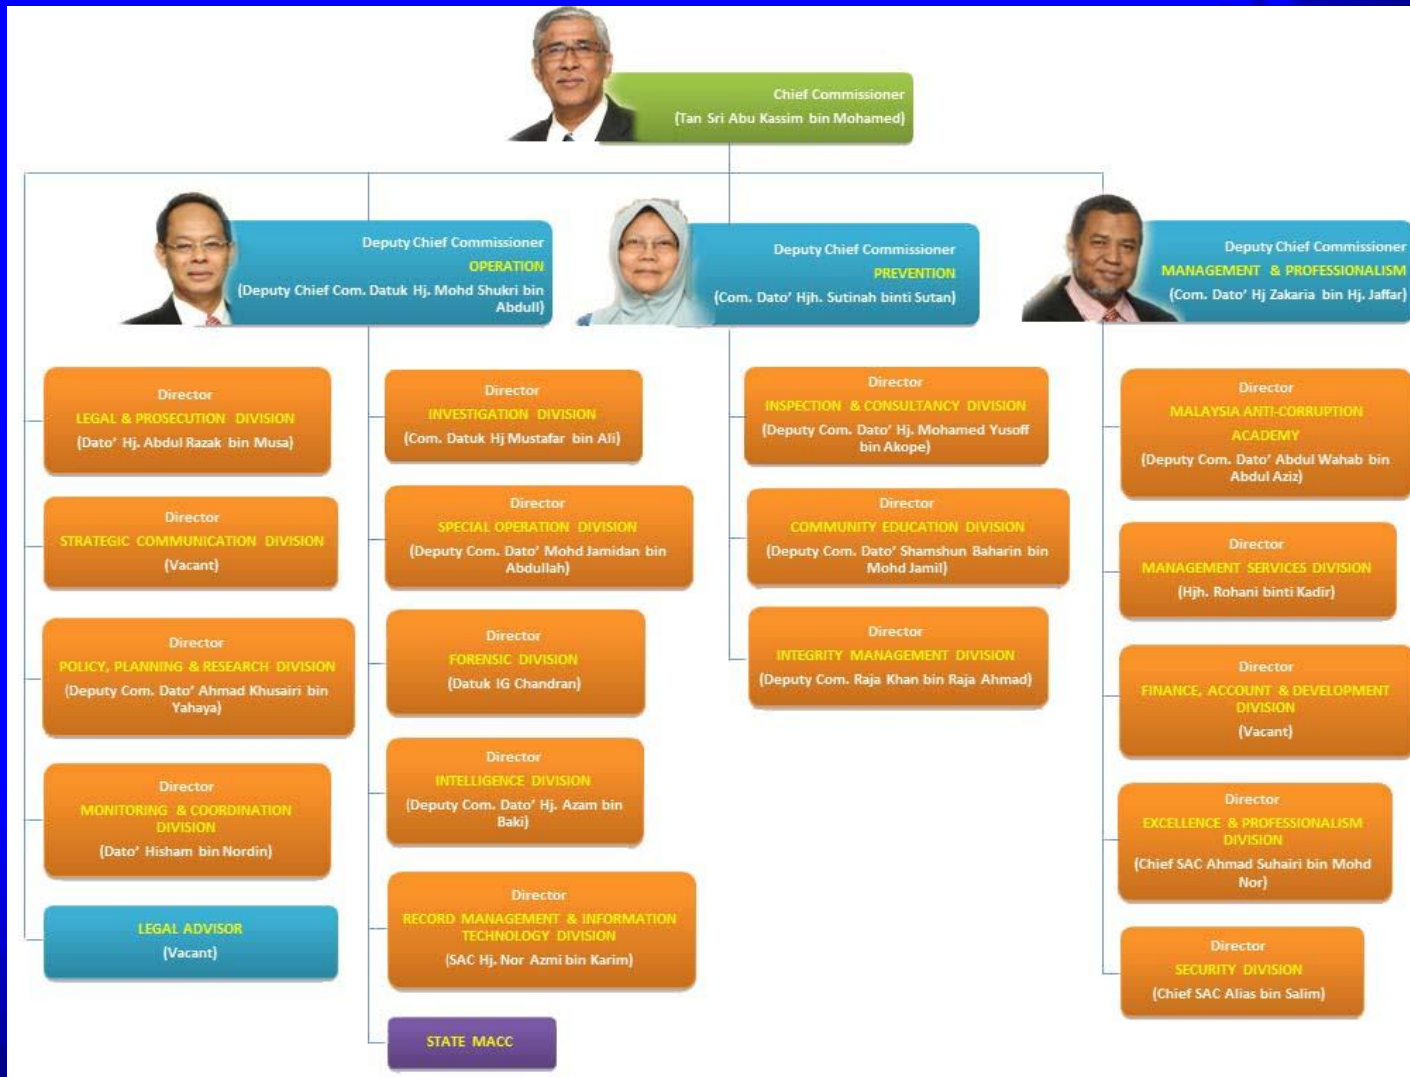 Chief Commissioner
(Tan Sri Abu Kassim bin Mohamed)
Deputy Chief Commissioner
OPERATION
(Deputy Chief Com. Datuk Hj. Mohd Shukri bin
Abdull)
Deputy Chief Commissioner
PREVENTION
(Com. Dato' Hjh. Sutinah binti Sutan)
Deputy Chief Commissioner
MANAGEMENT & PROFESSIONALISM
(Com. Dato' Hj Zakaria bin Hj. Jaffar)
Director
LEGAL & PROSECUTION DIVISION
(Dato' Hj. Abdul Razak bin Musa)
Director
STRATEGIC COMMUNICATION DIVISION
(Vacant)
Director
POLICY, PLANNING & RESEARCH DIVISION
(Deputy Com. Dato' Ahmad Khusairi bin
Yahaya)
Director
MONITORING & COORDINATION
DIVISION
(Dato' Hisham bin Nordin)
LEGAL ADVISOR
(Vacant)
Director
INVESTIGATION DIVISION
(Com. Datuk Hj Mustafar bin Ali)
Director
SPECIAL OPERATION DIVISION
(Deputy Com. Dato' Mohd Jamidan bin
Abdullah)
Director
FORENSIC DIVISION
(Datuk IG Chandran)
Director
INTELLIGENCE DIVISION
(Deputy Com. Dato' Hj. Azam bin
Baki)
Director
RECORD MANAGEMENT & INFORMATION
TECHNOLOGY DIVISION
(SAC Hj. Nor Azmi bin Karim)
STATE MACC
Director
INSPECTION & CONSULTANCY DIVISION
(Deputy Com. Dato' Hj. Mohamed Yusoff
bin Akope)
Director
COMMUNITY EDUCATION DIVISION
(Deputy Com. Dato' Shamshun Baharin bin
Mohd Jamil)
Director
INTEGRITY MANAGEMENT DIVISION
(Deputy Com. Raja Khan bin Raja Ahmad)
Director
MALAYSIA ANTI-CORRUPTION
ACADEMY
(Deputy Com. Dato' Abdul Wahab bin
Abdul Aziz)
Director
MANAGEMENT SERVICES DIVISION
(Hjh. Rohani binti Kadir)
Director
FINANCE, ACCOUNT & DEVELOPMENT
DIVISION
(Vacant)
Director
EXCELLENCE & PROFESSIONALISM
DIVISION
(Chief SAC Ahmad Suhairi bin Mohd
Nor)
Director
SECURITY DIVISION
(Chief SAC Alias bin Salim)